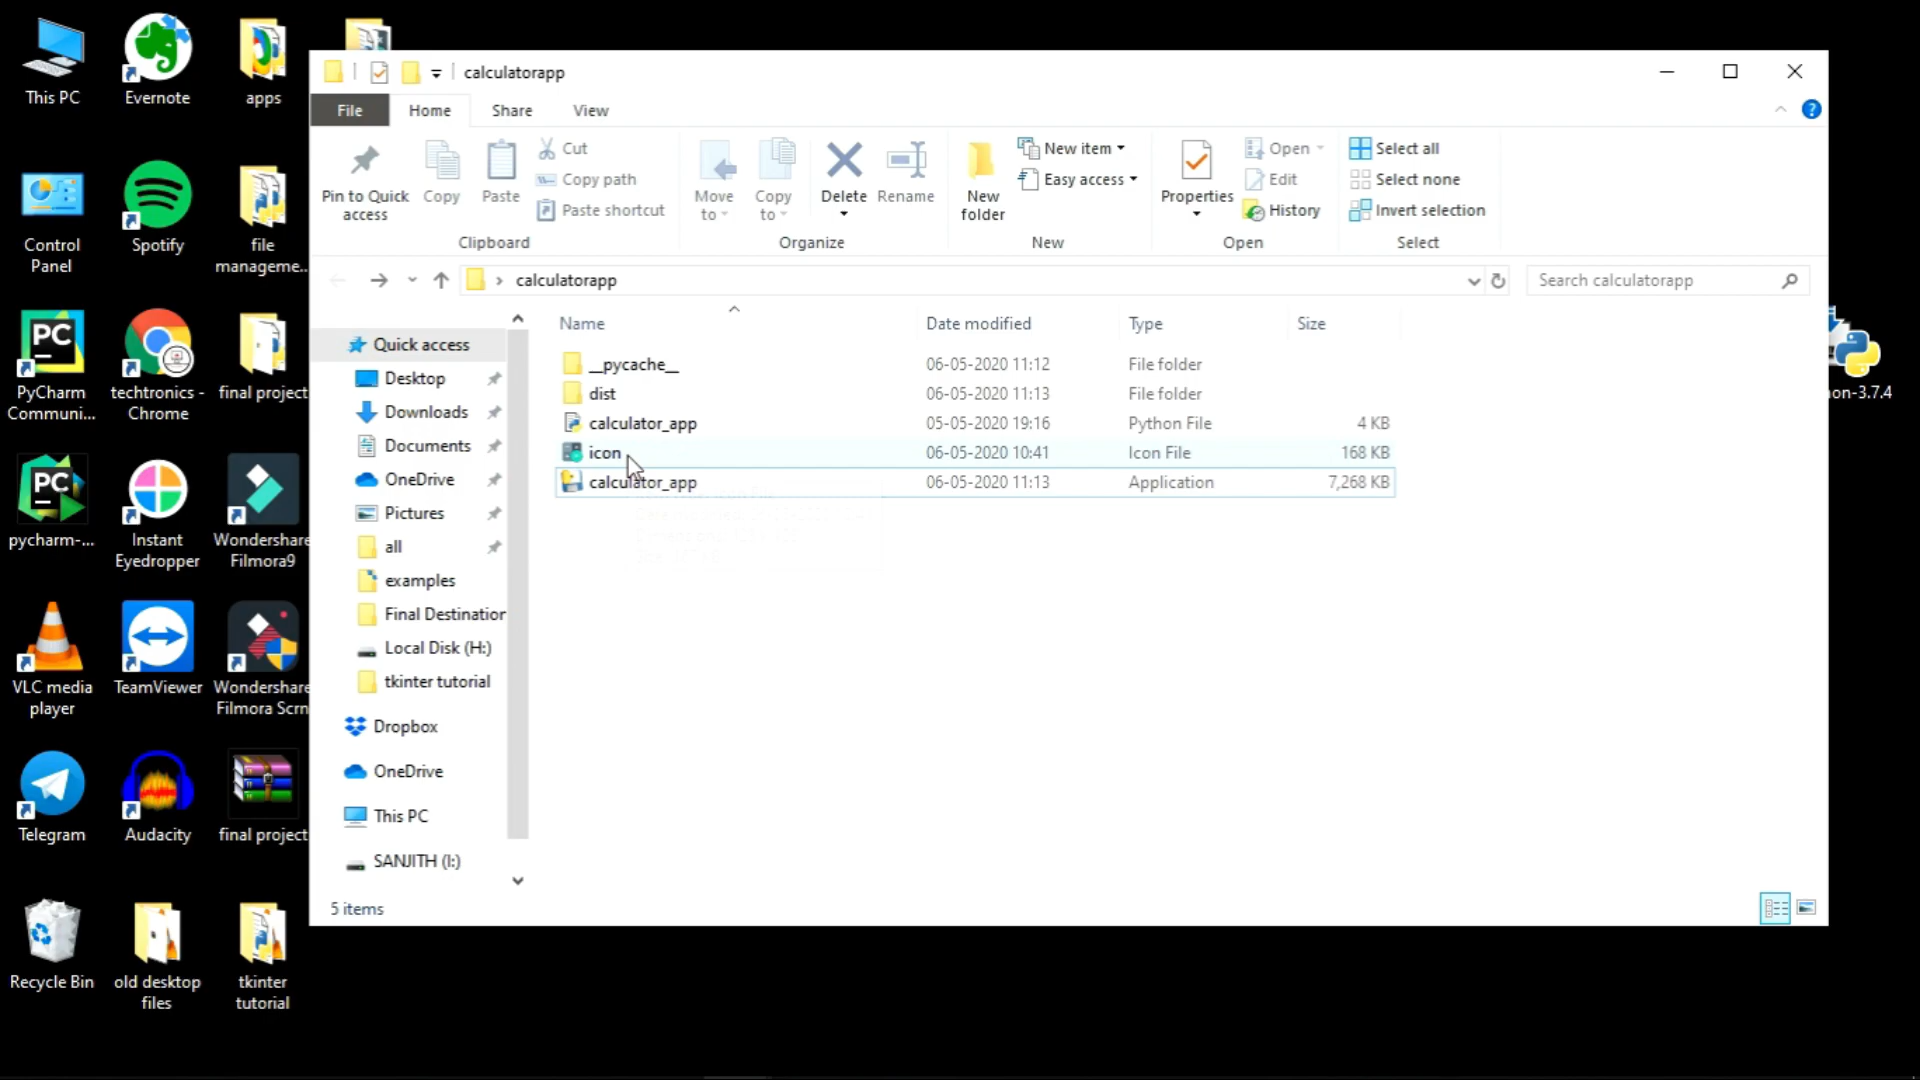 This PC
Evernote
apps
Control
Panel
Spotify
file
manageme...
PyCharm
Communi...
techtronics -
Chrome
final project
pycharm-...
Instant
Eyedropper
Wondershare
Filmora9
VLC media
player
TeamViewer
Wondershare
Filmora Scrn
Telegram
Audacity
final project
Recycle Bin
old desktop
files
tkinter
tutorial
calculatorapp
File
Home
Share
View
Pin to Quick
access
Copy
Paste
Cut
Copy path
Paste shortcut
Clipboard
Move
to
Copy
to
Delete
Rename
Organize
New
folder
New item
Easy access
New
Properties
Open
Edit
History
Open
Select all
Select none
Invert selection
Select
calculatorapp
Search calculatorapp
Quick access
Desktop
Downloads
Documents
OneDrive
Pictures
all
examples
Final Destination
Local Disk (H:)
tkinter tutorial
Dropbox
OneDrive
This PC
SANJITH (I:)
Name Date modified Type Size
__pycache__ 06-05-2020 11:12 File folder
dist 06-05-2020 11:13 File folder
calculator_app 05-05-2020 19:16 Python File 4 KB
icon 06-05-2020 10:41 Icon File 168 KB
calculator_app 06-05-2020 11:13 Application 7,268 KB
5 items
PC
PC
on-3.7.4